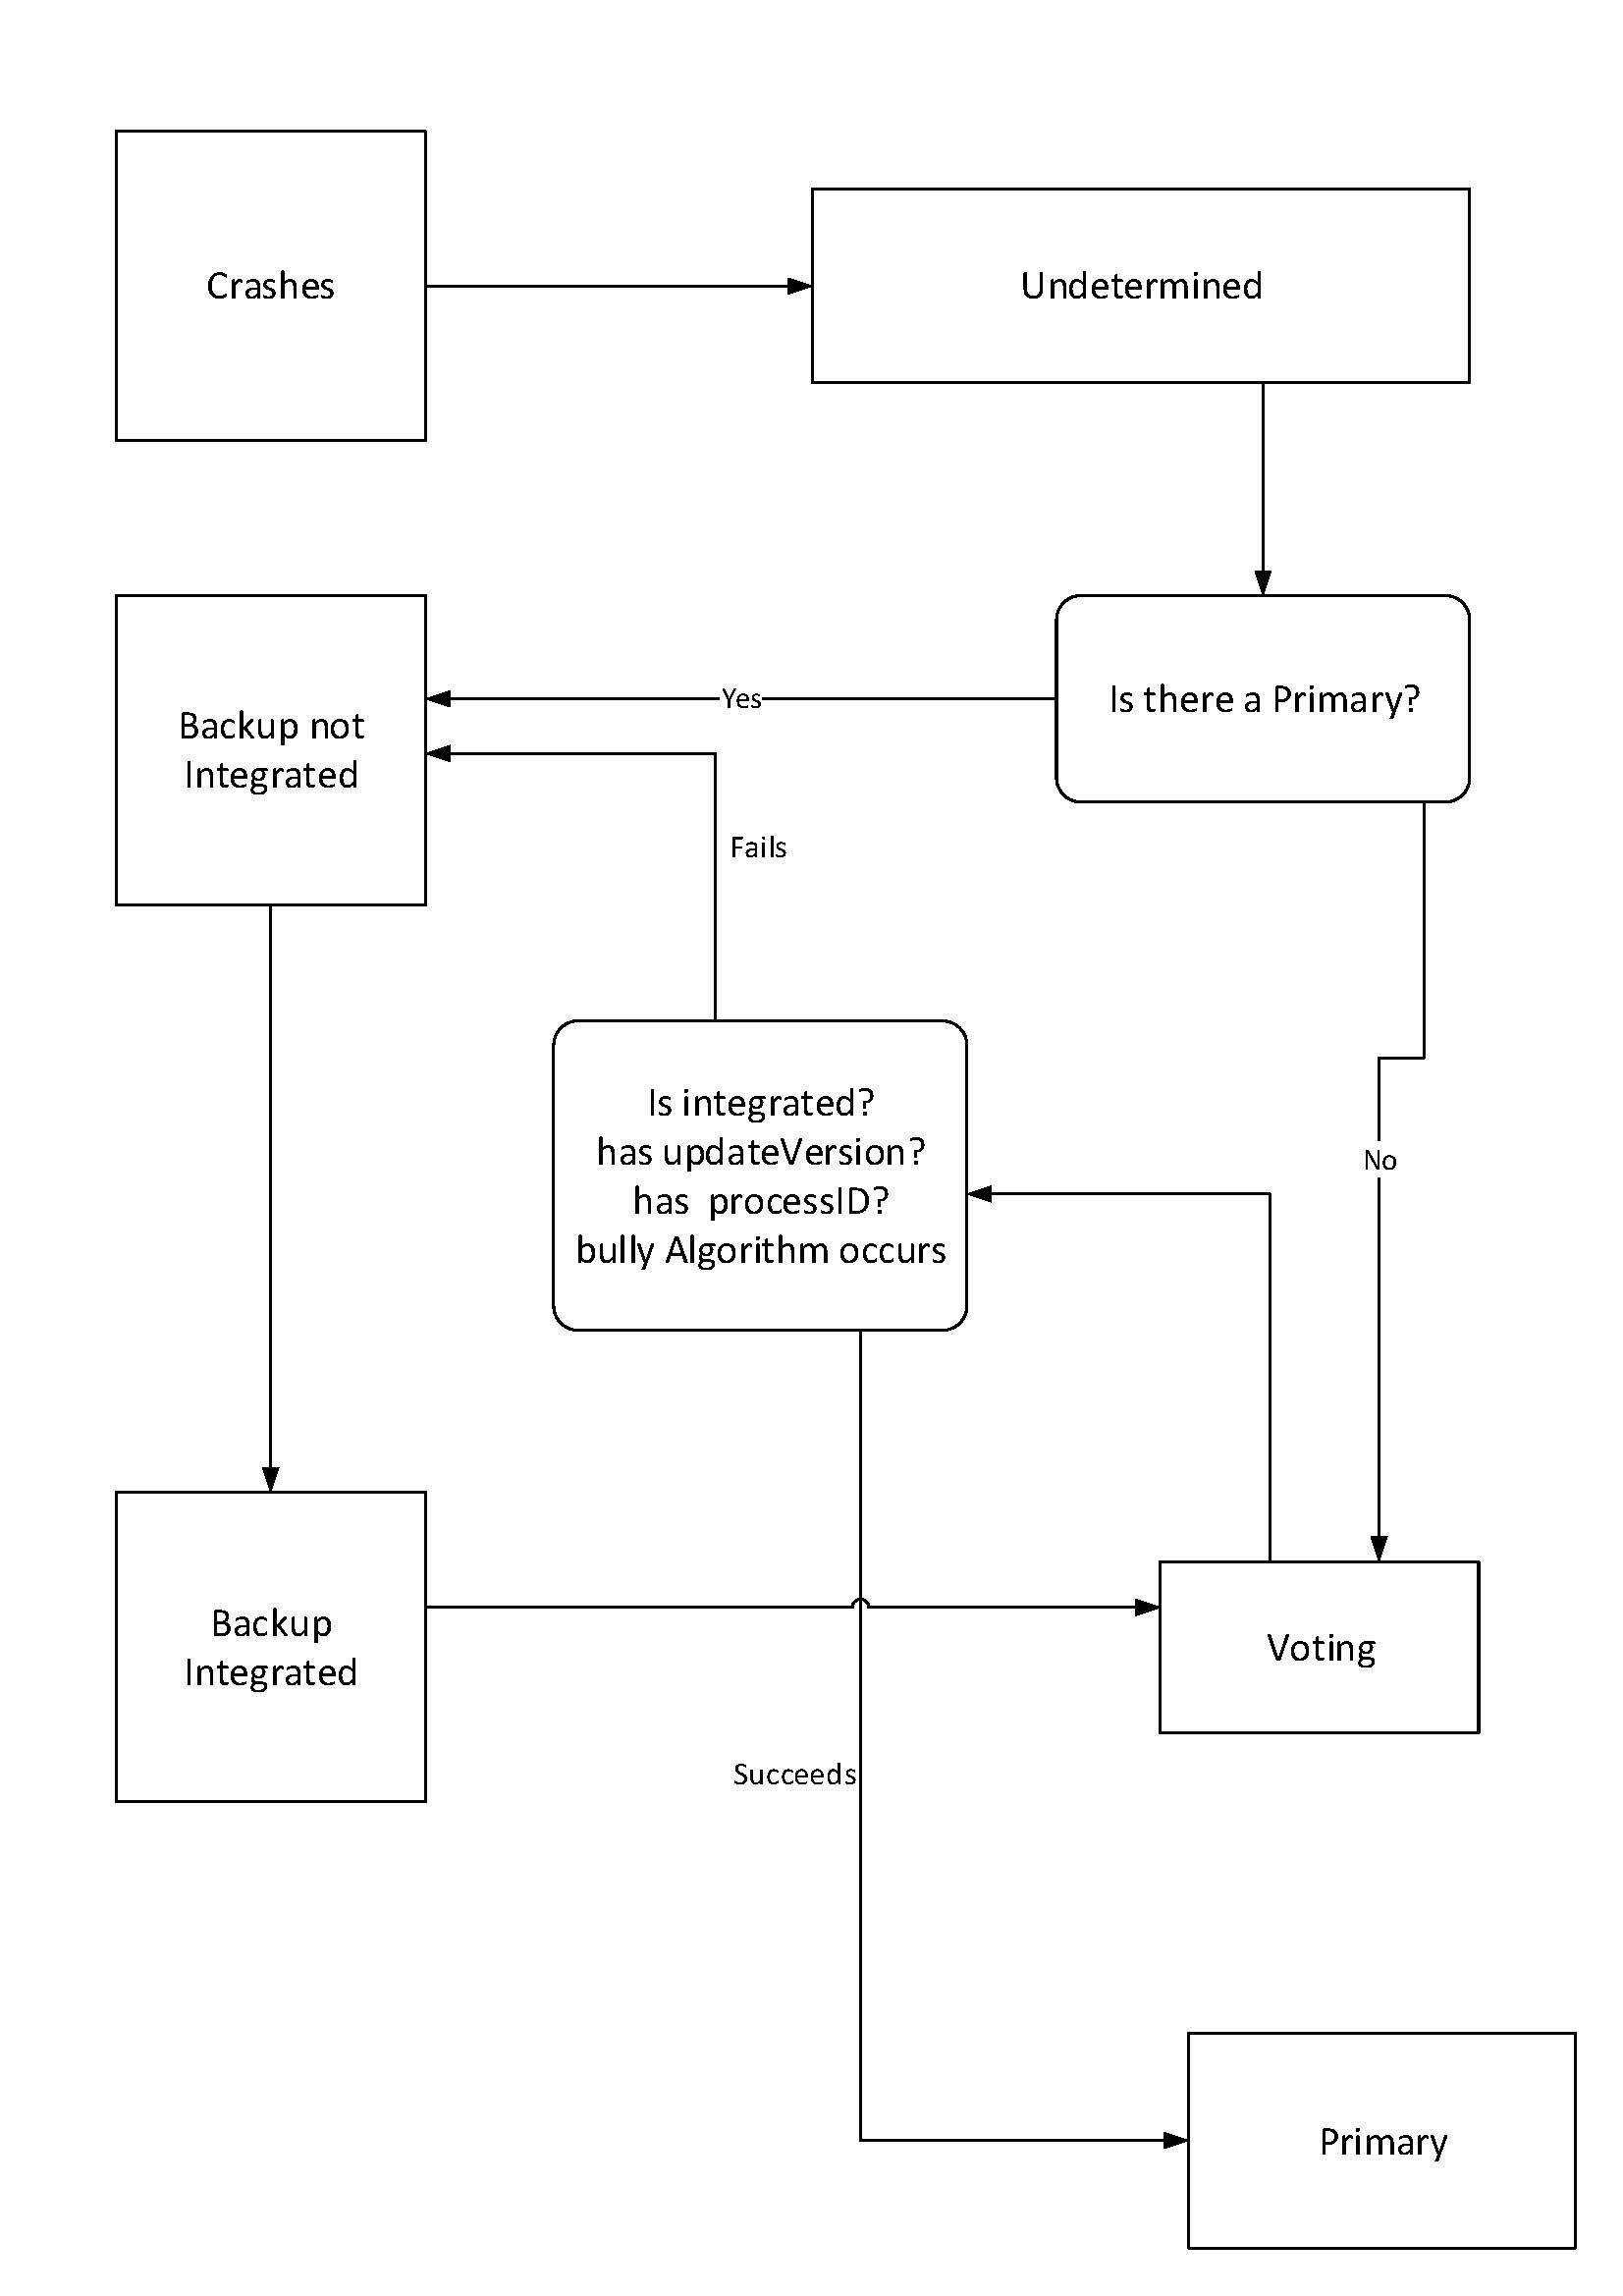 Crashes
Undetermined
Is there a Primary?
Yes
Backup not
Integrated
Fails
Is integrated?
has updateVersion?
has  processID?
bully Algorithm occurs
No
Backup
Integrated
Voting
Succeeds
Primary